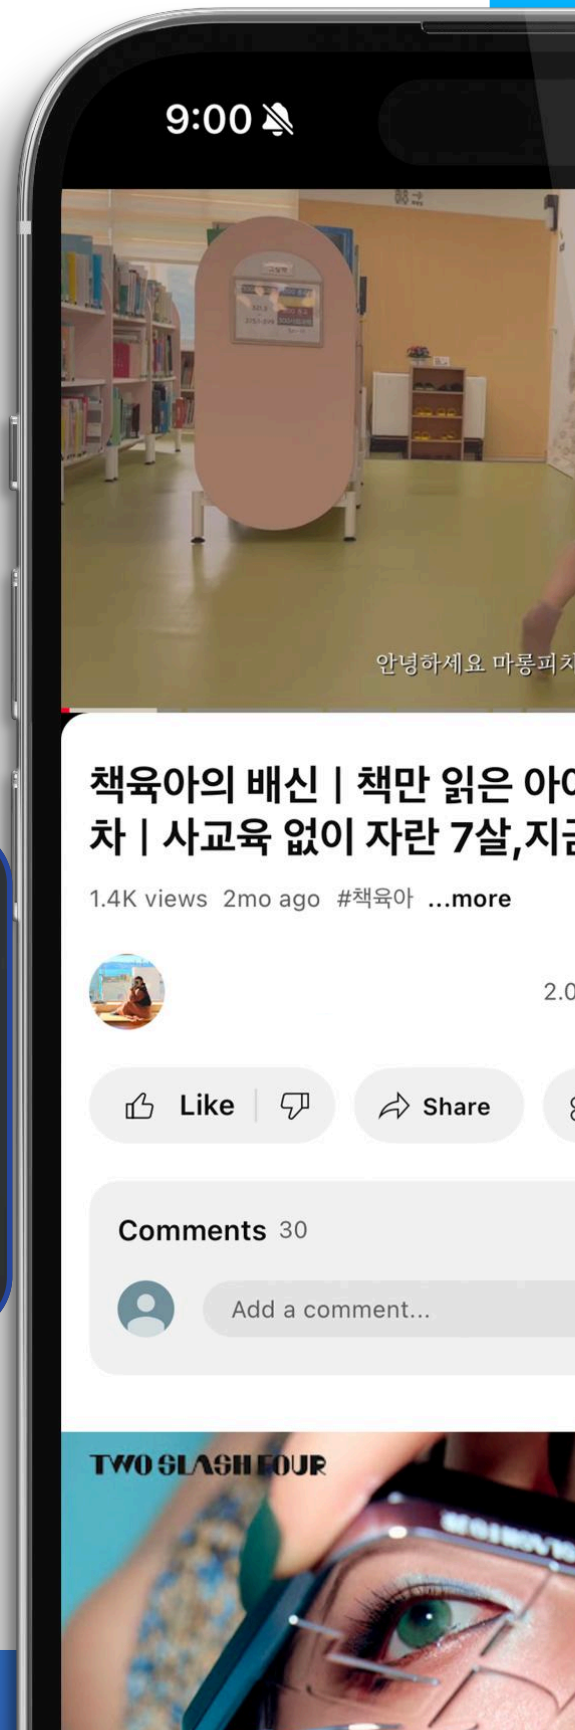 9:00
안녕하세요 마롱피치
책육아의 배신 | 책만 읽은
차 | 사교육 없이 자란 7살,지금
1.4K views 2mo ago #책육아 ...more
2.0
Like
Share
Comments 30
Add a comment...
TWO SLASH FOUR